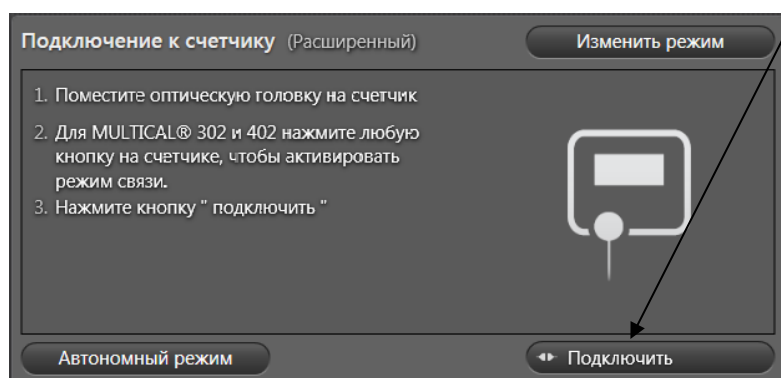 Подключение к счетчику (Расширенный)
Изменить режим
1. Поместите оптическую головку на счетчик
2. Для MULTICAL® 302 и 402 нажмите любую
кнопку на счетчике, чтобы активировать
режим связи.
3. Нажмите кнопку " подключить "
Автономный режим
Подключить